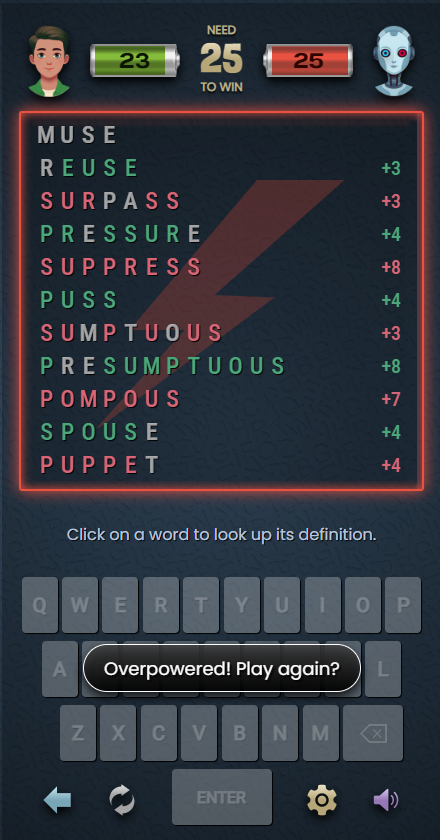 NEED
23 25 25
TO WIN
MUSE
REUSE +3
SURPASS +3
PRESSURE +4
SUPPRESS +8
PUSS +4
SUMPTUOUS +3
PRESUMPTUOUS +8
POMPOUS +7
SPOUSE +4
PUPPET +4
Click on a word to look up its definition.
Q W E R T Y U I O P
A L
Overpowered! Play again?
Z X C V B N M
ENTER